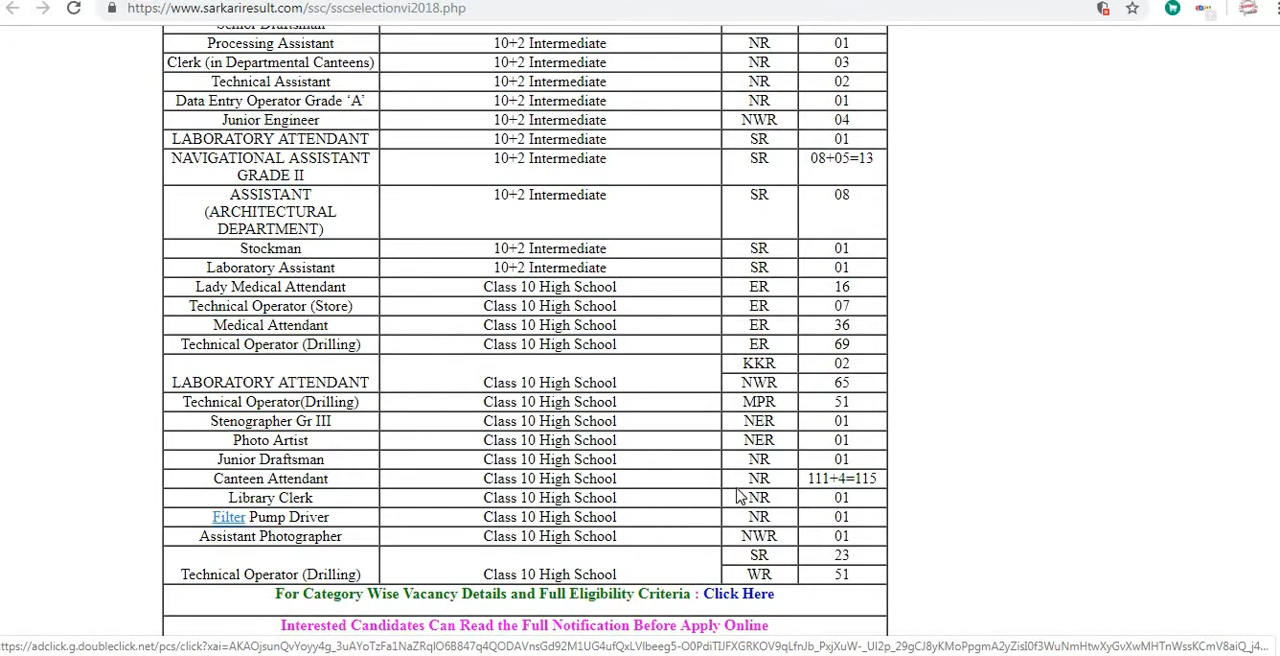 https://www.sarkariresult.com/ssc/sscselectionvi2018.php
Senior Draftsman
Processing Assistant 10+2 Intermediate NR 01
Clerk (in Departmental Canteens) 10+2 Intermediate NR 03
Technical Assistant 10+2 Intermediate NR 02
Data Entry Operator Grade ‘A’ 10+2 Intermediate NR 01
Junior Engineer 10+2 Intermediate NWR 04
LABORATORY ATTENDANT 10+2 Intermediate SR 01
NAVIGATIONAL ASSISTANT 10+2 Intermediate SR 08+05=13
GRADE II
ASSISTANT 10+2 Intermediate SR 08
(ARCHITECTURAL
DEPARTMENT)
Stockman 10+2 Intermediate SR 01
Laboratory Assistant 10+2 Intermediate SR 01
Lady Medical Attendant Class 10 High School ER 16
Technical Operator (Store) Class 10 High School ER 07
Medical Attendant Class 10 High School ER 36
Technical Operator (Drilling) Class 10 High School ER 69
KKR 02
LABORATORY ATTENDANT Class 10 High School NWR 65
Technical Operator(Drilling) Class 10 High School MPR 51
Stenographer Gr III Class 10 High School NER 01
Photo Artist Class 10 High School NER 01
Junior Draftsman Class 10 High School NR 01
Canteen Attendant Class 10 High School NR 111+4=115
Library Clerk Class 10 High School NR 01
Filter Pump Driver Class 10 High School NR 01
Assistant Photographer Class 10 High School NWR 01
SR 23
Technical Operator (Drilling) Class 10 High School WR 51
For Category Wise Vacancy Details and Full Eligibility Criteria : Click Here
Interested Candidates Can Read the Full Notification Before Apply Online